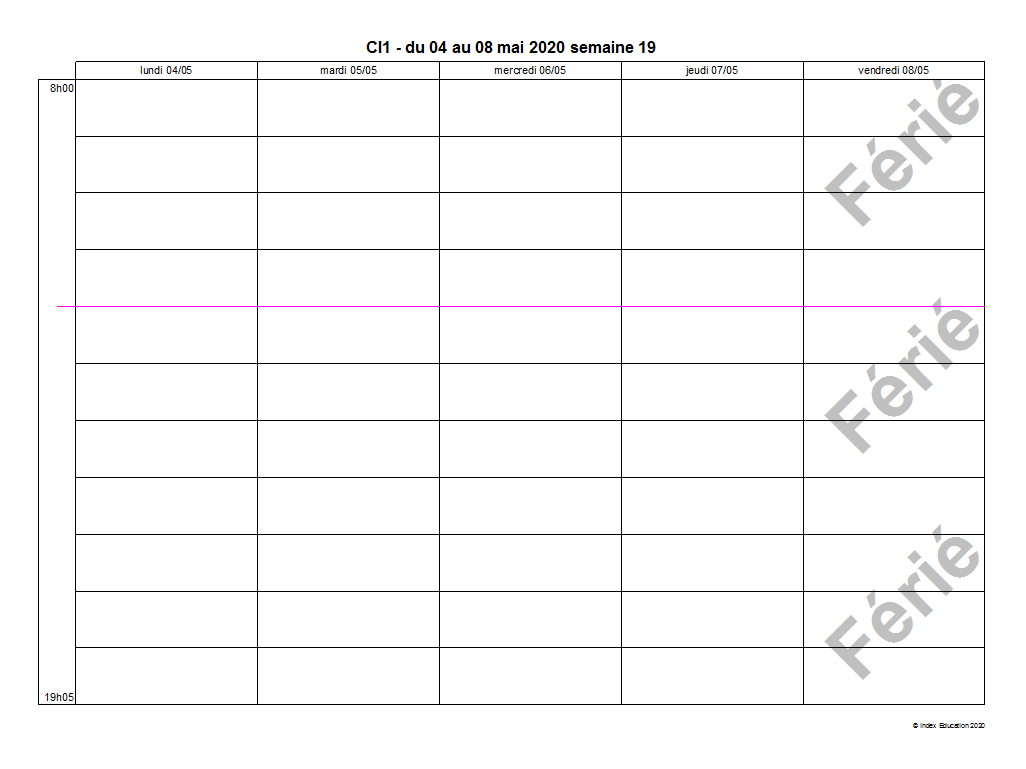 CI1 - du 04 au 08 mai 2020 semaine 19
lundi 04/05 mardi 05/05 mercredi 06/05 jeudi 07/05 vendredi 08/05
8h00
Férié
Férié
Férié
19h05
© Index Education 2020